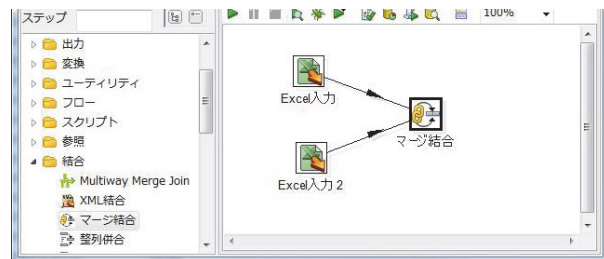 ステップ
100%
出力
変換
ユーティリティ
フロー
スクリプト
参照
結合
Multiway Merge Join
XML結合
マージ結合
整列併合
Excel入力
マージ結合
Excel入力 2